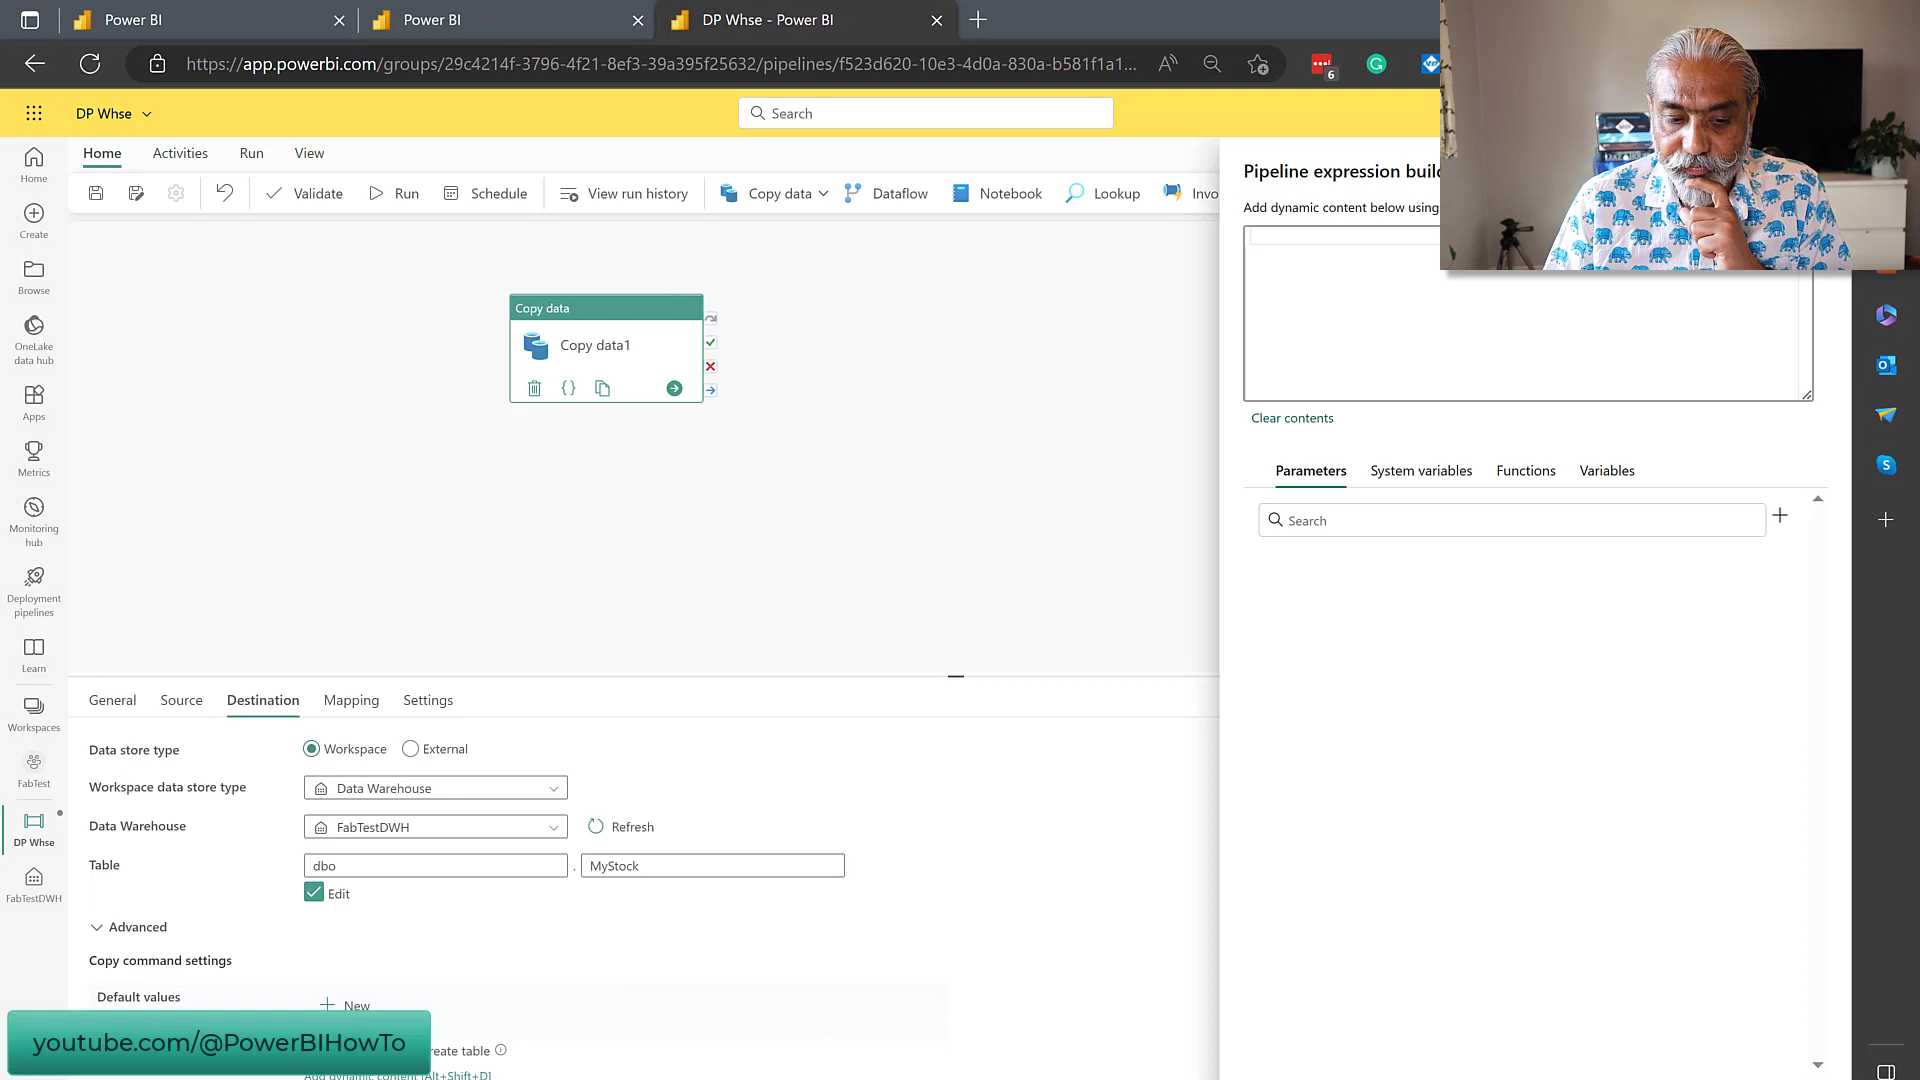 Power BI
Power BI
DP Whse - Power BI
https://app.powerbi.com/groups/29c4214f-3796-4f21-8ef3-39a395f25632/pipelines/f523d620-10e3-4d0a-830a-b581f1a1...
6
DP Whse
Search
Home Activities Run View
Validate Run Schedule View run history Copy data Dataflow Notebook Lookup Invo
Home
Create
Browse
OneLake
data hub
Apps
Metrics
Monitoring
hub
Deployment
pipelines
Learn
Workspaces
FabTest
DP Whse
FabTestDWH
Copy data
Copy data1
Pipeline expression buil
Add dynamic content below using
Clear contents
Parameters System variables Functions Variables
Search
General Source Destination Mapping Settings
Data store type Workspace External
Workspace data store type Data Warehouse
Data Warehouse FabTestDWH Refresh
Table dbo . MyStock
Edit
Advanced
Copy command settings
Default values
New
reate table
Add dynamic content [Alt+Shift+D]
youtube.com/@PowerBIHowTo